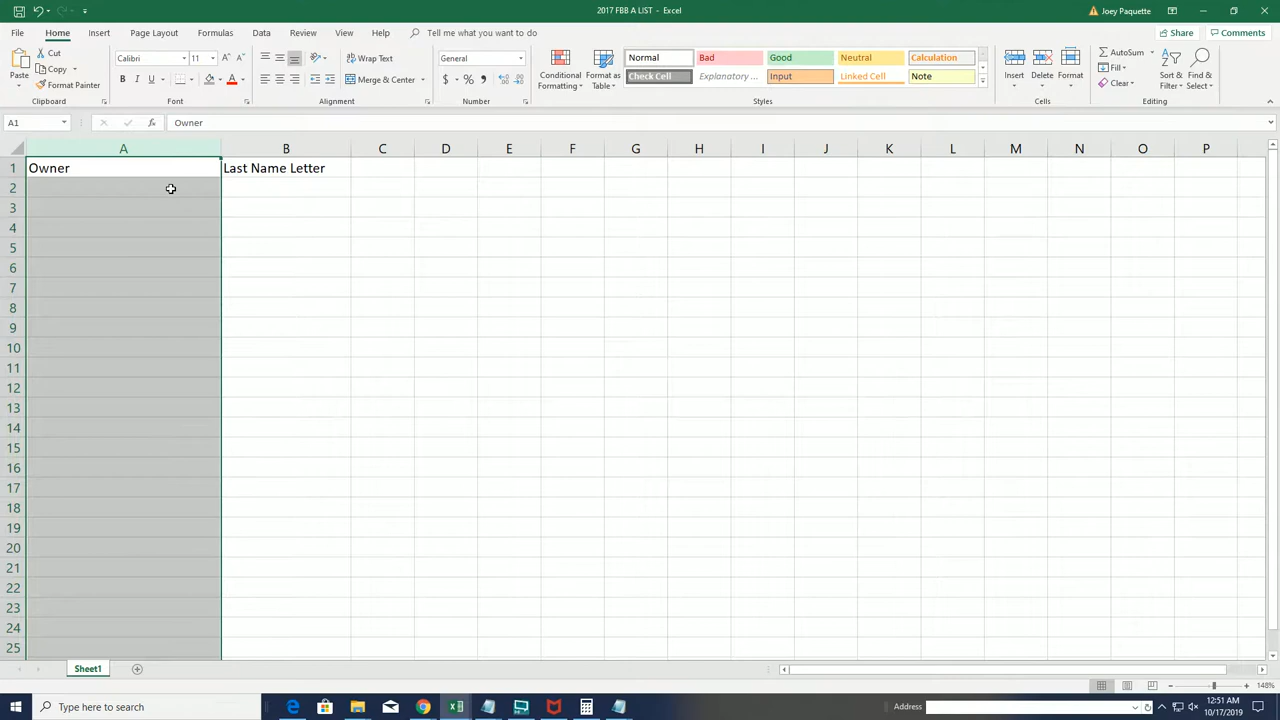 2017 FBB A LIST - Excel
Joey Paquette
File Home Insert Page Layout Formulas Data Review View Help Tell me what you want to do Share Comments
Paste Cut Copy Format Painter
Clipboard
Calibri 11
B I U A
Font
Wrap Text
Merge & Center
Alignment
General
$ % ,
Number
Conditional Formatting
Format as Table
Normal Bad Good Neutral Calculation
Check Cell Explanatory ... Input Linked Cell Note
Styles
Insert Delete Format
Cells
AutoSum
Fill
Clear
Sort & Filter
Find & Select
Editing
A1 fx Owner
A B C D E F G H I J K L M N O P
1 Owner Last Name Letter
2
3
4
5
6
7
8
9
10
11
12
13
14
15
16
17
18
19
20
21
22
23
24
25
Sheet1
148%
Type here to search
Address
12:51 AM
10/17/2019